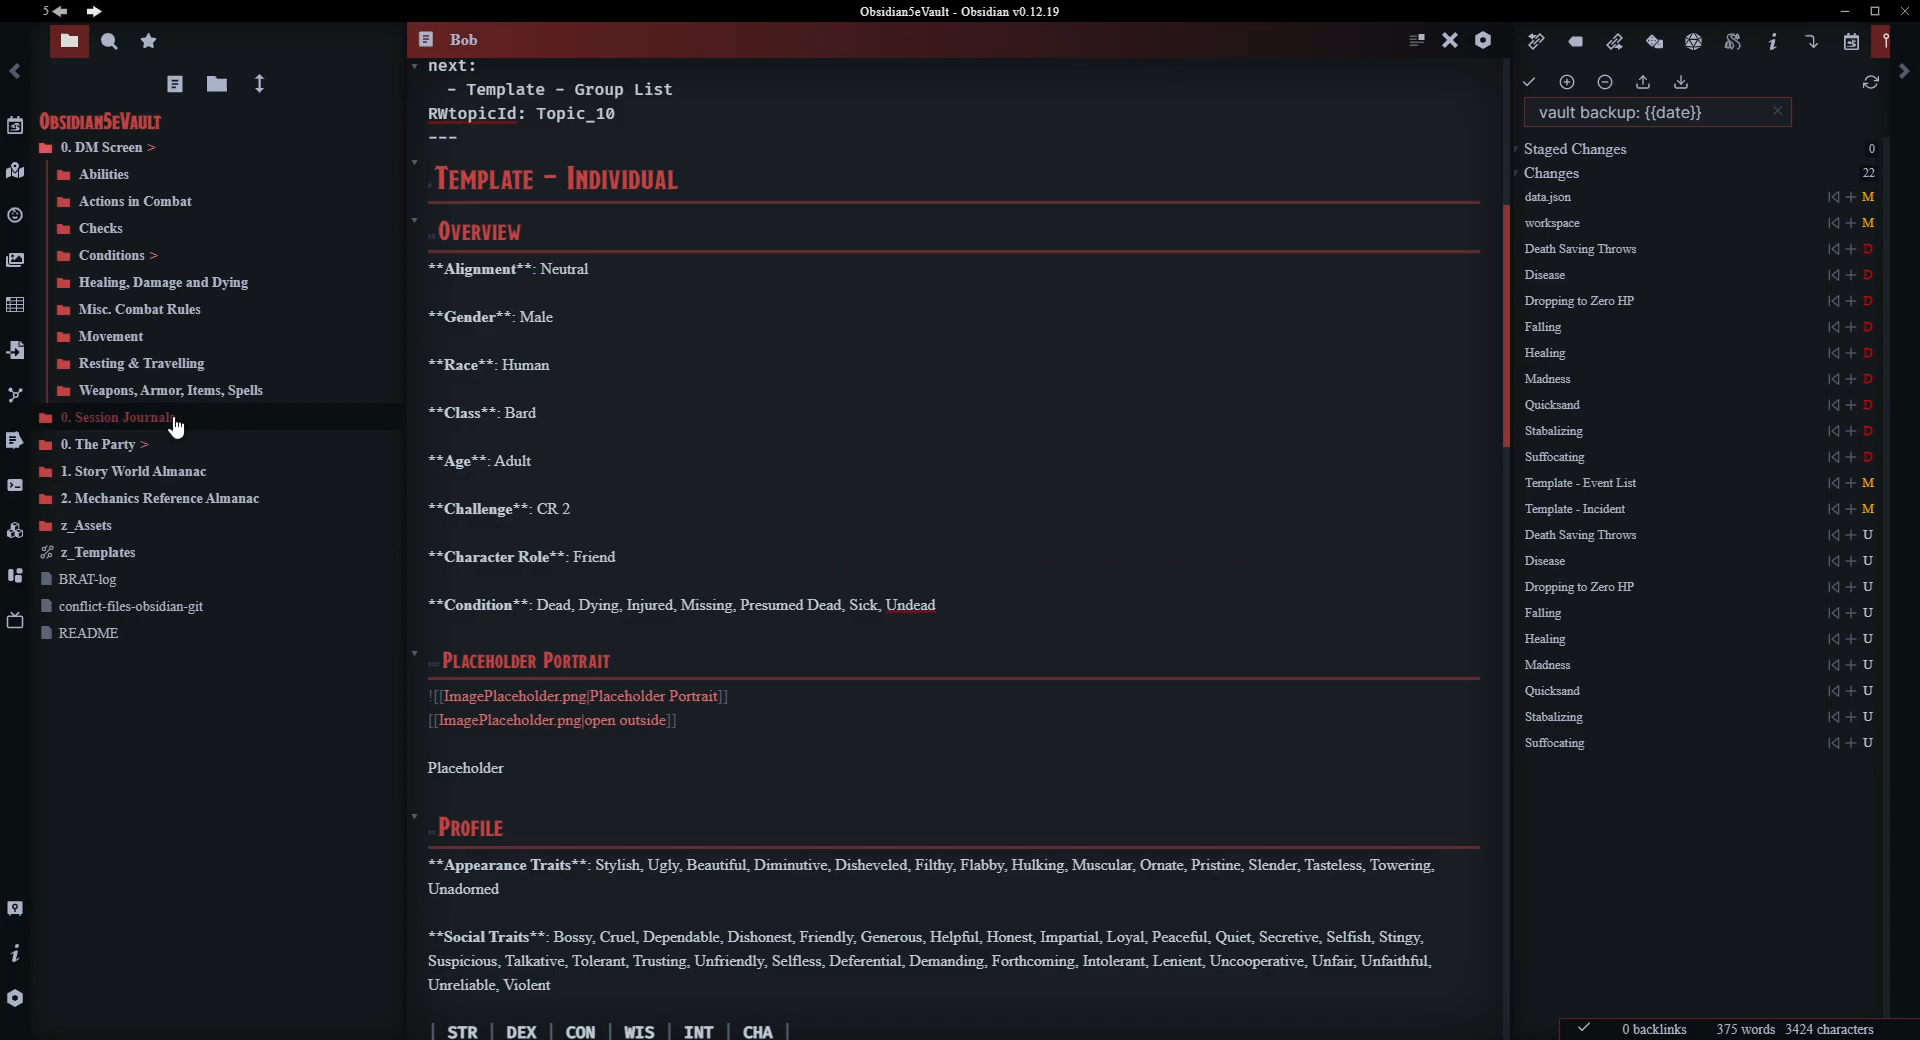 5
Obsidian5eVault - Obsidian v0.12.19
Bob
Obsidian5eVault
0. DM Screen >
Abilities
Actions in Combat
Checks
Conditions >
Healing, Damage and Dying
Misc. Combat Rules
Movement
Resting & Travelling
Weapons, Armor, Items, Spells
0. Session Journals
0. The Party >
1. Story World Almanac
2. Mechanics Reference Almanac
z_Assets
z_Templates
BRAT-log
conflict-files-obsidian-git
README
next:
- Template - Group List
RWtopicId: Topic_10
---
Template - Individual
Overview
**Alignment**: Neutral
**Gender**: Male
**Race**: Human
**Class**: Bard
**Age**: Adult
**Challenge**: CR 2
**Character Role**: Friend
**Condition**: Dead, Dying, Injured, Missing, Presumed Dead, Sick, Undead
Placeholder Portrait
![[ImagePlaceholder.png|Placeholder Portrait]]
[[ImagePlaceholder.png|open outside]]
Placeholder
Profile
**Appearance Traits**: Stylish, Ugly, Beautiful, Diminutive, Disheveled, Filthy, Flabby, Hulking, Muscular, Ornate, Pristine, Slender, Tasteless, Towering,
Unadorned
**Social Traits**: Bossy, Cruel, Dependable, Dishonest, Friendly, Generous, Helpful, Honest, Impartial, Loyal, Peaceful, Quiet, Secretive, Selfish, Stingy,
Suspicious, Talkative, Tolerant, Trusting, Unfriendly, Selfless, Deferential, Demanding, Forthcoming, Intolerant, Lenient, Uncooperative, Unfair, Unfaithful,
Unreliable, Violent
| STR | DEX | CON | WIS | INT | CHA |
vault backup: {{date}}
Staged Changes 0
Changes 22
data.json M
workspace M
Death Saving Throws D
Disease D
Dropping to Zero HP D
Falling D
Healing D
Madness D
Quicksand D
Stabalizing D
Suffocating D
Template - Event List M
Template - Incident M
Death Saving Throws U
Disease U
Dropping to Zero HP U
Falling U
Healing U
Madness U
Quicksand U
Stabalizing U
Suffocating U
0 backlinks 375 words 3424 characters